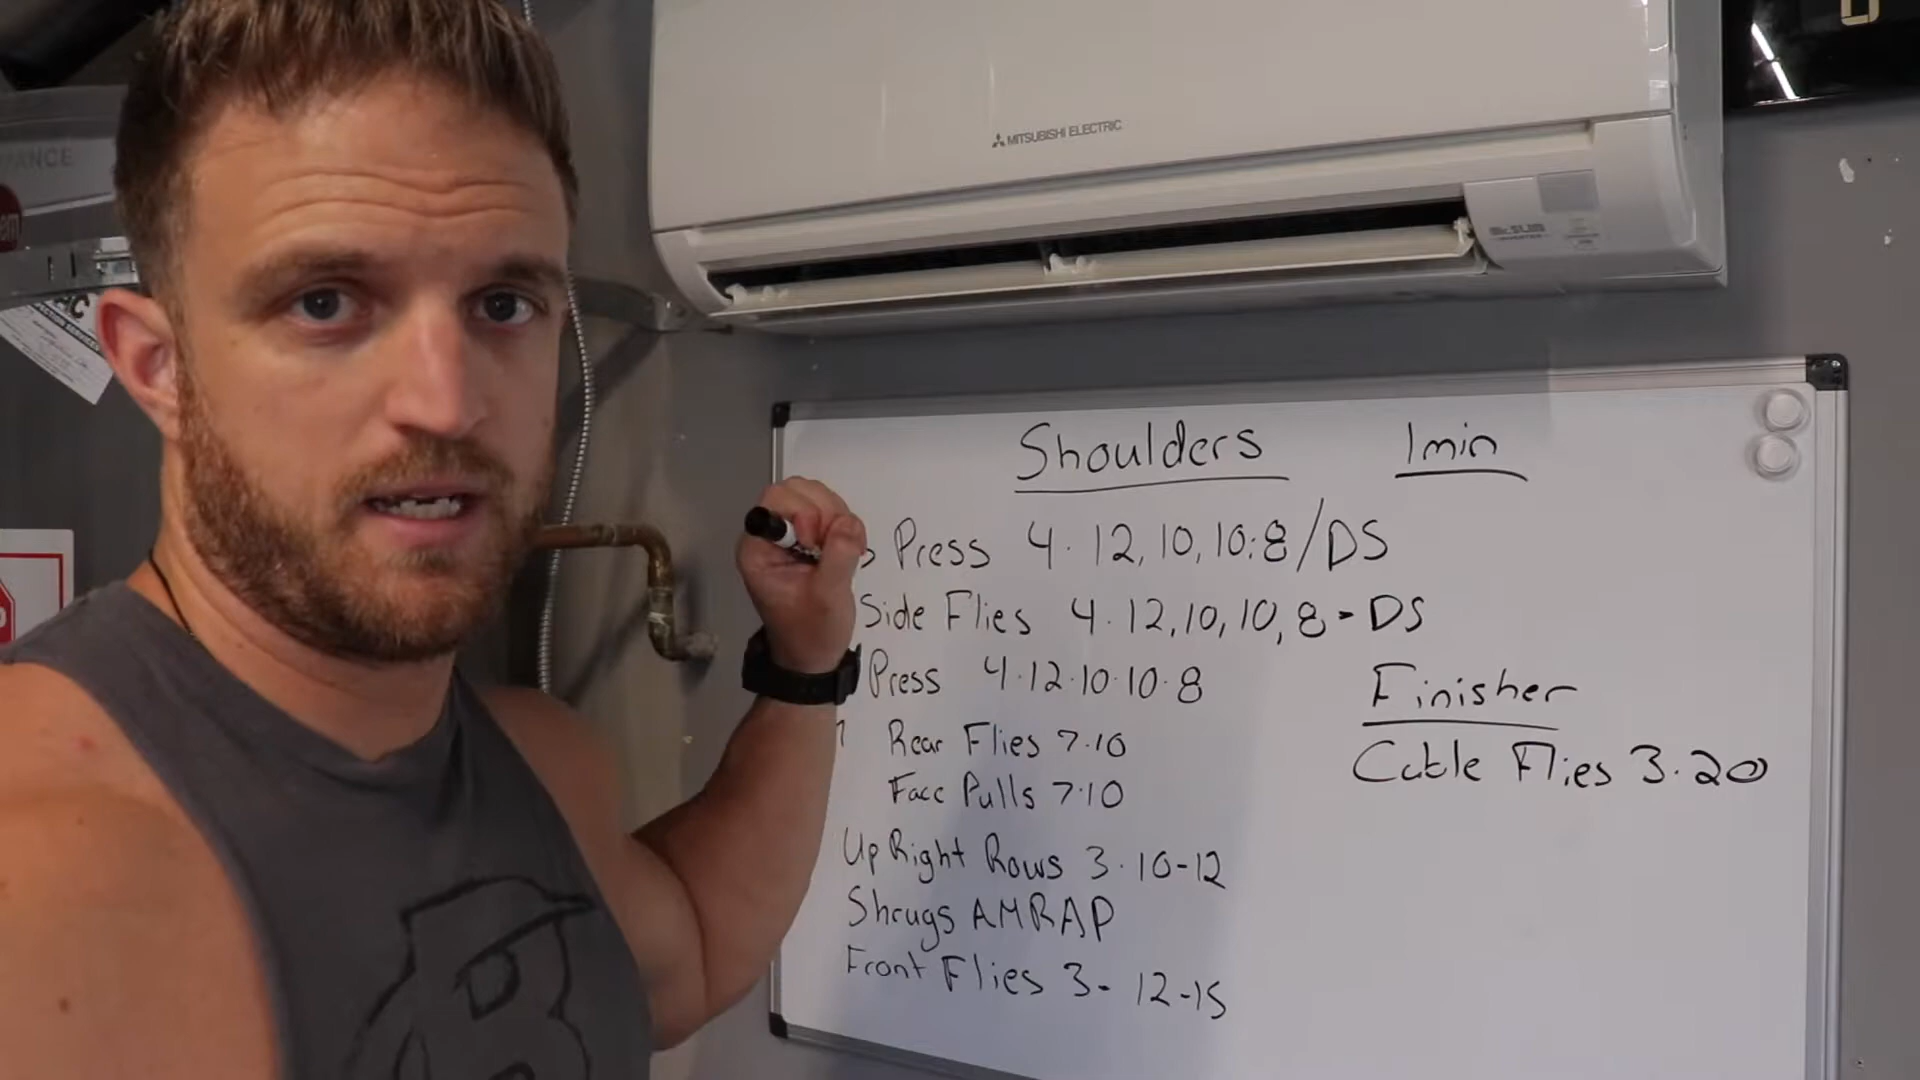 MITSUBISHI ELECTRIC
Shoulders
1min
Press 4. 12, 10, 10, 8/DS
Side Flies 4. 12, 10, 10, 8 - DS
Press 4.12.10.10.8
Rear Flies 7.10
Face Pulls 7.10
UpRight Rows 3.10-12
Shrugs AMRAP
Front Flies 3- 12-15
Finisher
Cable Flies 3.20